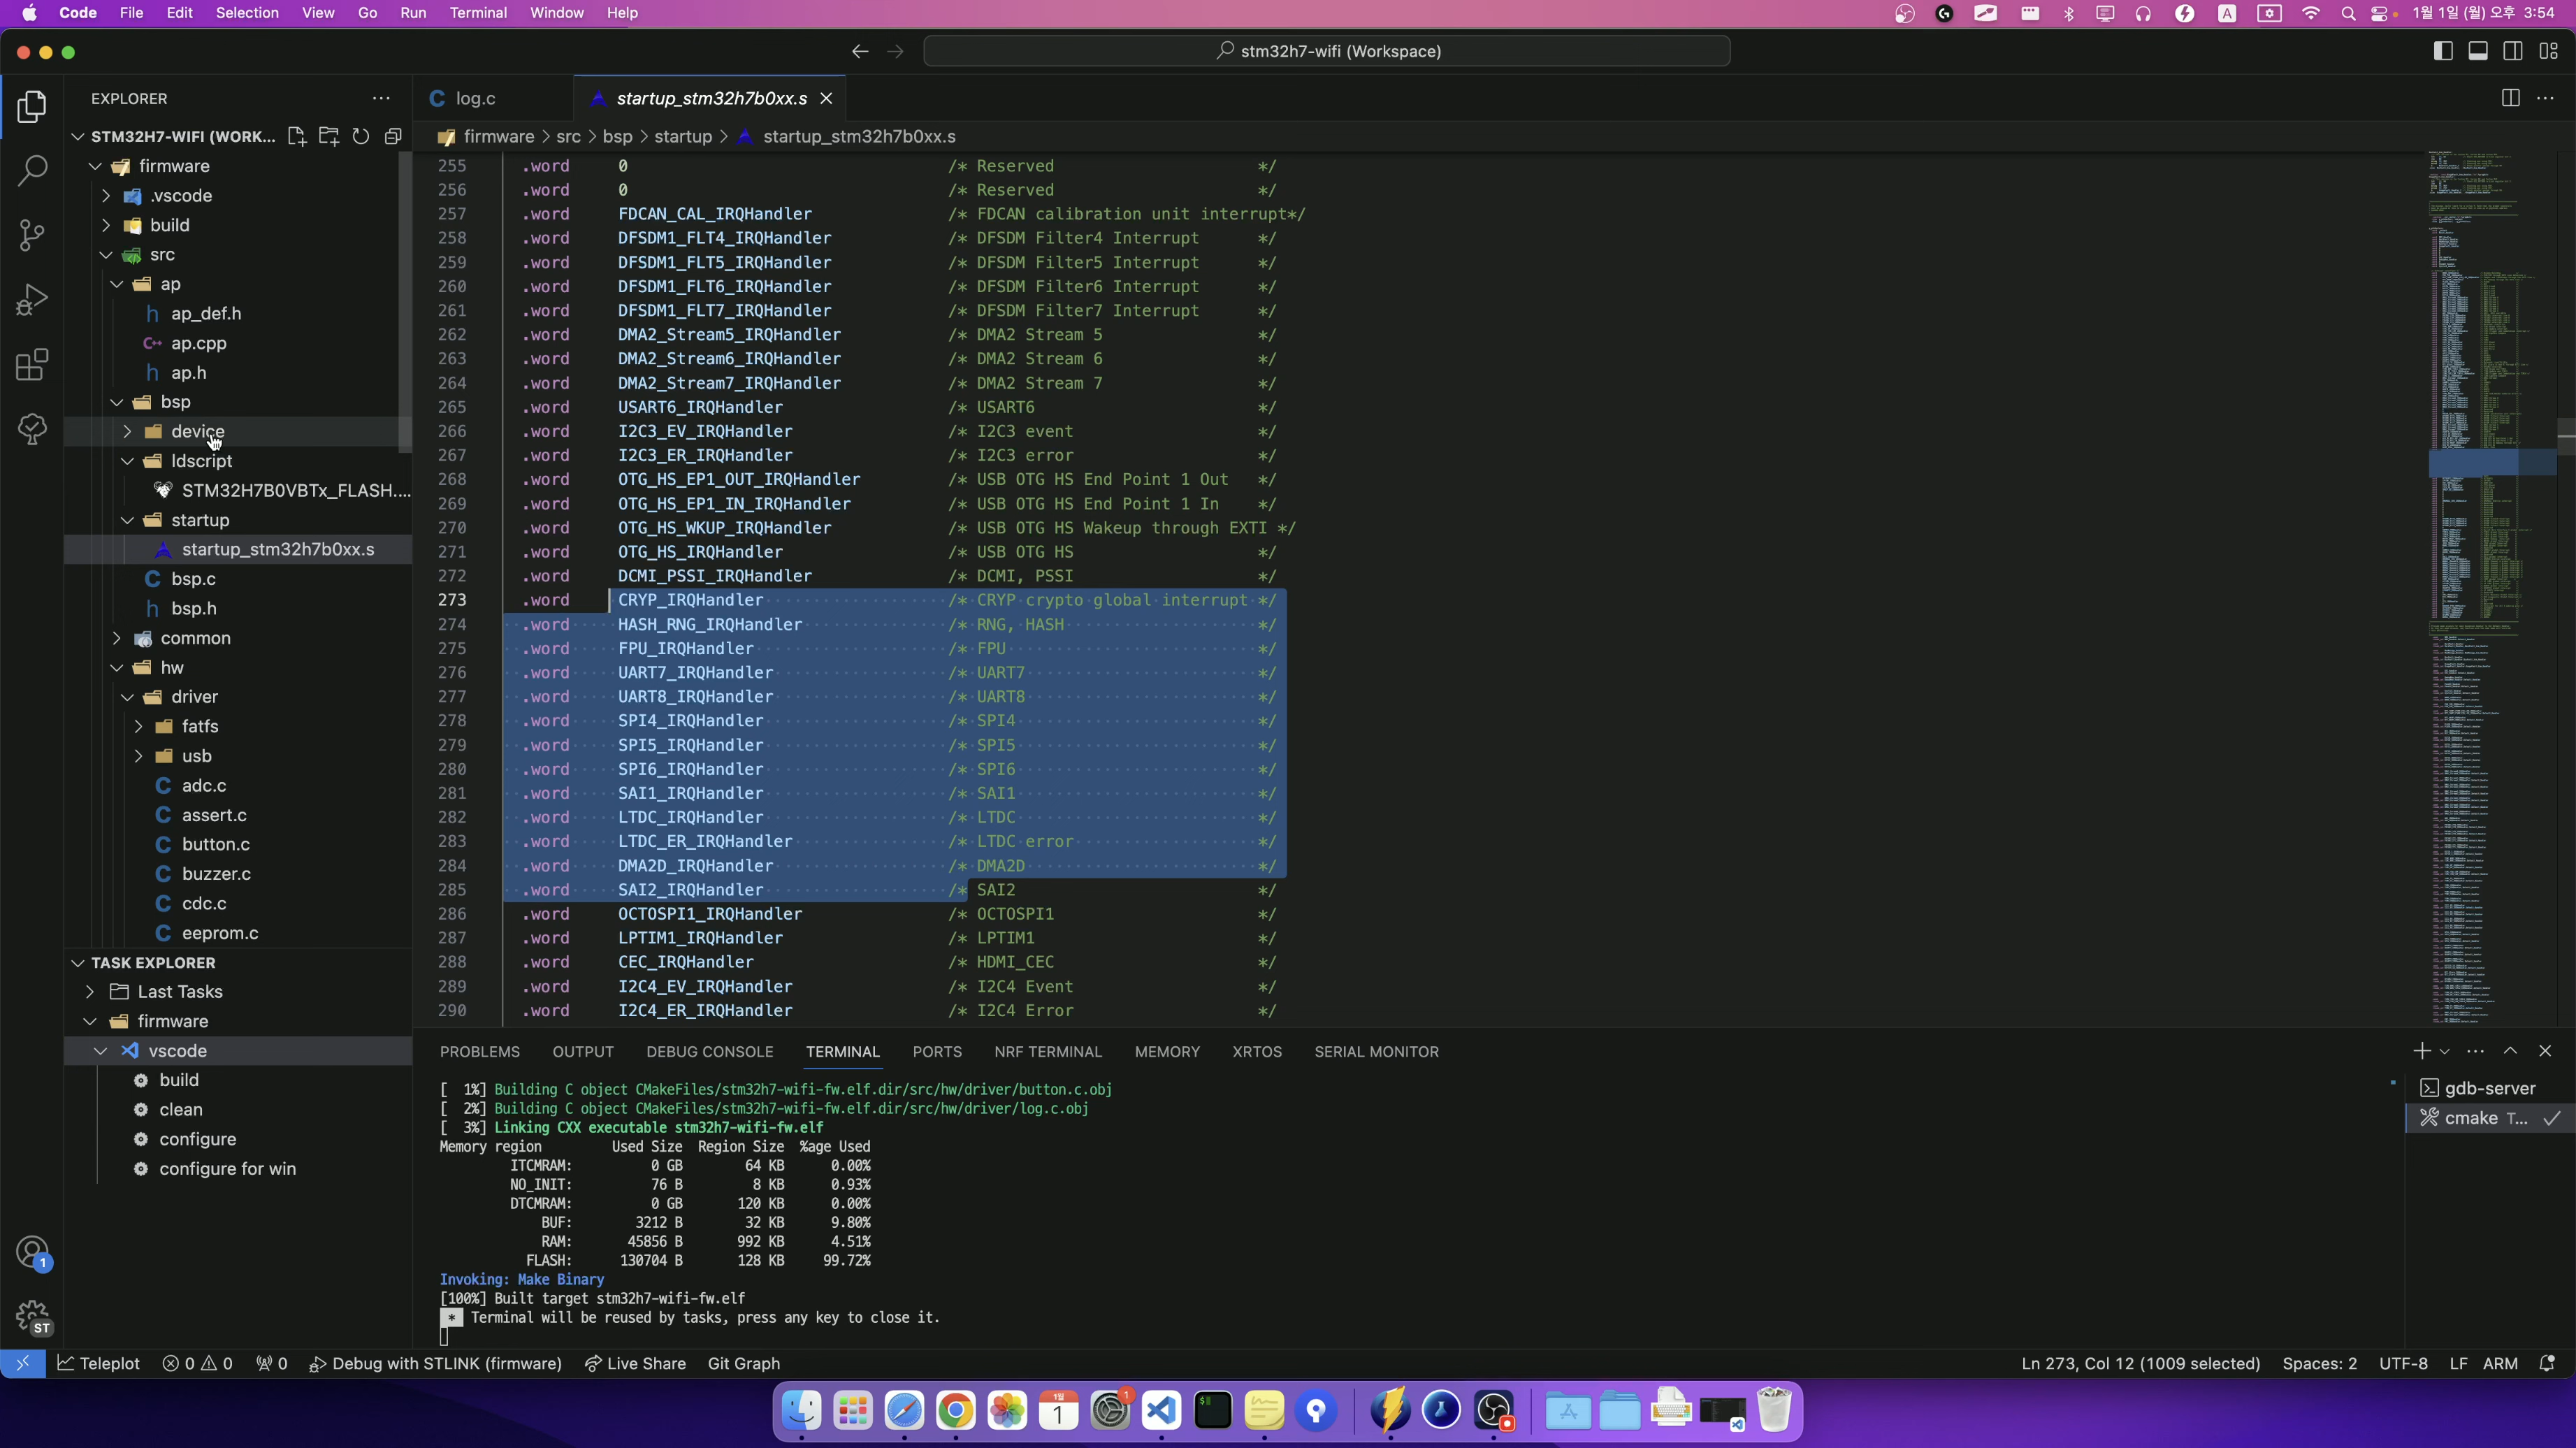 Code File Edit Selection View Go Run Terminal Window Help
A
1월 1일 (월) 오후 3:54
stm32h7-wifi (Workspace)
EXPLORER
STM32H7-WIFI (WORK...
firmware
.vscode
build
src
ap
ap_def.h
ap.cpp
ap.h
bsp
device
ldscript
STM32H7B0VBTx_FLASH....
startup
startup_stm32h7b0xx.s
bsp.c
bsp.h
common
hw
driver
fatfs
usb
adc.c
assert.c
button.c
buzzer.c
cdc.c
eeprom.c
TASK EXPLORER
Last Tasks
firmware
vscode
build
clean
configure
configure for win
1
ST
log.c
startup_stm32h7b0xx.s
firmware > src > bsp > startup > startup_stm32h7b0xx.s
255 .word 0 /* Reserved */
256 .word 0 /* Reserved */
257 .word FDCAN_CAL_IRQHandler /* FDCAN calibration unit interrupt*/
258 .word DFSDM1_FLT4_IRQHandler /* DFSDM Filter4 Interrupt */
259 .word DFSDM1_FLT5_IRQHandler /* DFSDM Filter5 Interrupt */
260 .word DFSDM1_FLT6_IRQHandler /* DFSDM Filter6 Interrupt */
261 .word DFSDM1_FLT7_IRQHandler /* DFSDM Filter7 Interrupt */
262 .word DMA2_Stream5_IRQHandler /* DMA2 Stream 5 */
263 .word DMA2_Stream6_IRQHandler /* DMA2 Stream 6 */
264 .word DMA2_Stream7_IRQHandler /* DMA2 Stream 7 */
265 .word USART6_IRQHandler /* USART6 */
266 .word I2C3_EV_IRQHandler /* I2C3 event */
267 .word I2C3_ER_IRQHandler /* I2C3 error */
268 .word OTG_HS_EP1_OUT_IRQHandler /* USB OTG HS End Point 1 Out */
269 .word OTG_HS_EP1_IN_IRQHandler /* USB OTG HS End Point 1 In */
270 .word OTG_HS_WKUP_IRQHandler /* USB OTG HS Wakeup through EXTI */
271 .word OTG_HS_IRQHandler /* USB OTG HS */
272 .word DCMI_PSSI_IRQHandler /* DCMI, PSSI */
273 .word CRYP_IRQHandler /* CRYP crypto global interrupt */
274 .word HASH_RNG_IRQHandler /* RNG, HASH */
275 .word FPU_IRQHandler /* FPU */
276 .word UART7_IRQHandler /* UART7 */
277 .word UART8_IRQHandler /* UART8 */
278 .word SPI4_IRQHandler /* SPI4 */
279 .word SPI5_IRQHandler /* SPI5 */
280 .word SPI6_IRQHandler /* SPI6 */
281 .word SAI1_IRQHandler /* SAI1 */
282 .word LTDC_IRQHandler /* LTDC */
283 .word LTDC_ER_IRQHandler /* LTDC error */
284 .word DMA2D_IRQHandler /* DMA2D */
285 .word SAI2_IRQHandler /* SAI2 */
286 .word OCTOSPI1_IRQHandler /* OCTOSPI1 */
287 .word LPTIM1_IRQHandler /* LPTIM1 */
288 .word CEC_IRQHandler /* HDMI_CEC */
289 .word I2C4_EV_IRQHandler /* I2C4 Event */
290 .word I2C4_ER_IRQHandler /* I2C4 Error */
PROBLEMS OUTPUT DEBUG CONSOLE TERMINAL PORTS NRF TERMINAL MEMORY XRTOS SERIAL MONITOR
[ 1%] Building C object CMakeFiles/stm32h7-wifi-fw.elf.dir/src/hw/driver/button.c.obj
[ 2%] Building C object CMakeFiles/stm32h7-wifi-fw.elf.dir/src/hw/driver/log.c.obj
[ 3%] Linking CXX executable stm32h7-wifi-fw.elf
Memory region Used Size Region Size %age Used
ITCMRAM: 0 GB 64 KB 0.00%
NO_INIT: 76 B 8 KB 0.93%
DTCMRAM: 0 GB 120 KB 0.00%
BUF: 3212 B 32 KB 9.80%
RAM: 45856 B 992 KB 4.51%
FLASH: 130704 B 128 KB 99.72%
Invoking: Make Binary
[100%] Built target stm32h7-wifi-fw.elf
* Terminal will be reused by tasks, press any key to close it.
gdb-server
cmake T...
Teleplot 0 0 0 Debug with STLINK (firmware) Live Share Git Graph
Ln 273, Col 12 (1009 selected) Spaces: 2 UTF-8 LF ARM
1월
1
1